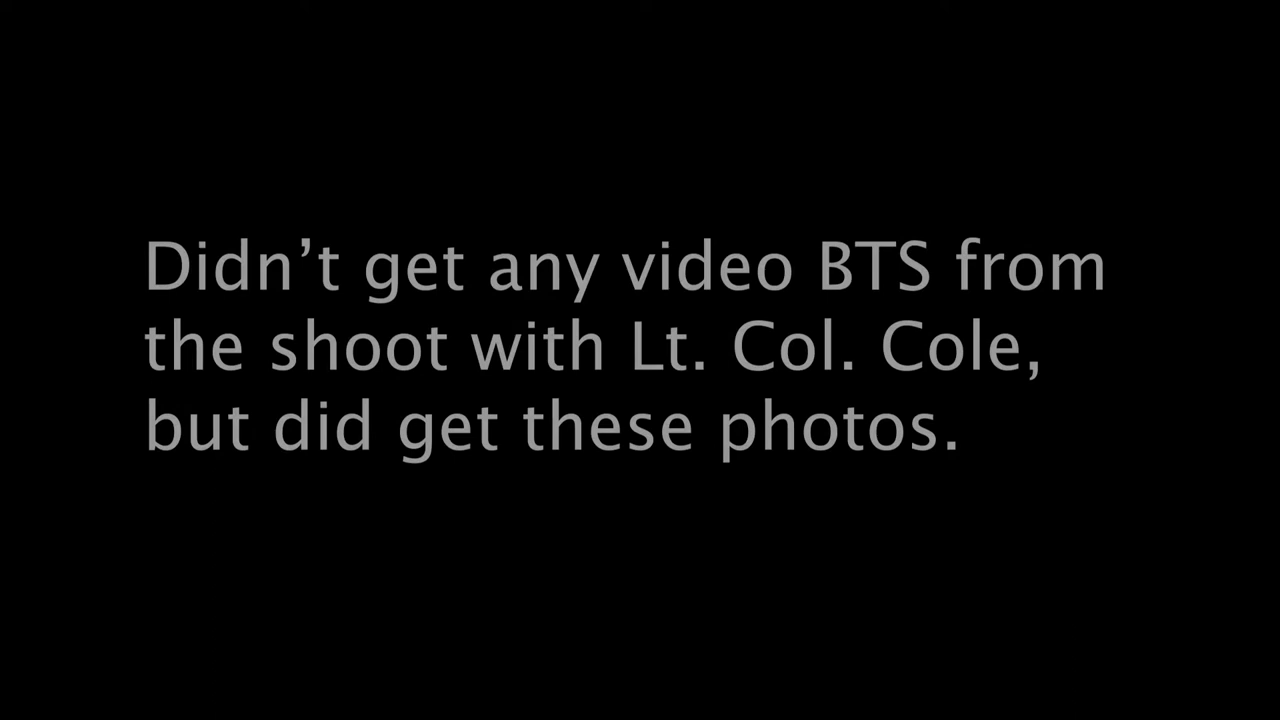 Didn’t get any video BTS from
the shoot with Lt. Col. Cole,
but did get these photos.